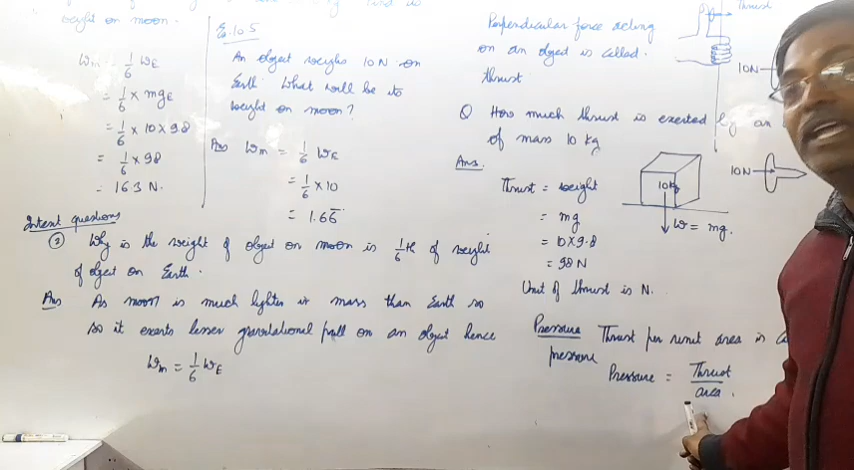 weight on moon.
Wm = 1/6 WE
= 1/6 × mgE
= 1/6 × 10 × 9.8
= 1/6 × 98
= 163 N.
E.10.5
An object weighs 10 N on
Earth. What will be its
weight on moon?
Ans Wm = 1/6 WE
= 1/6 × 10
= 1.66
Intext questions
② Why is the weight of object on moon is 1/6th of weight
of object on Earth.
Ans As moon is much lighter in mass than Earth so
so it exerts lesser gravitational pull on an object hence
Wm = 1/6 WE
Thrust
Perpendicular force acting
on an object is called.
thrust
10N
Q How much thrust is exerted by an
of mass 10 kg
Ans.
Thrust = weight
= mg
= 10×9.8
= 98 N
10kg
W = mg.
10N
Unit of thrust is N.
Pressure Thrust per unit area is
pressure
Pressure = Thrust/area.